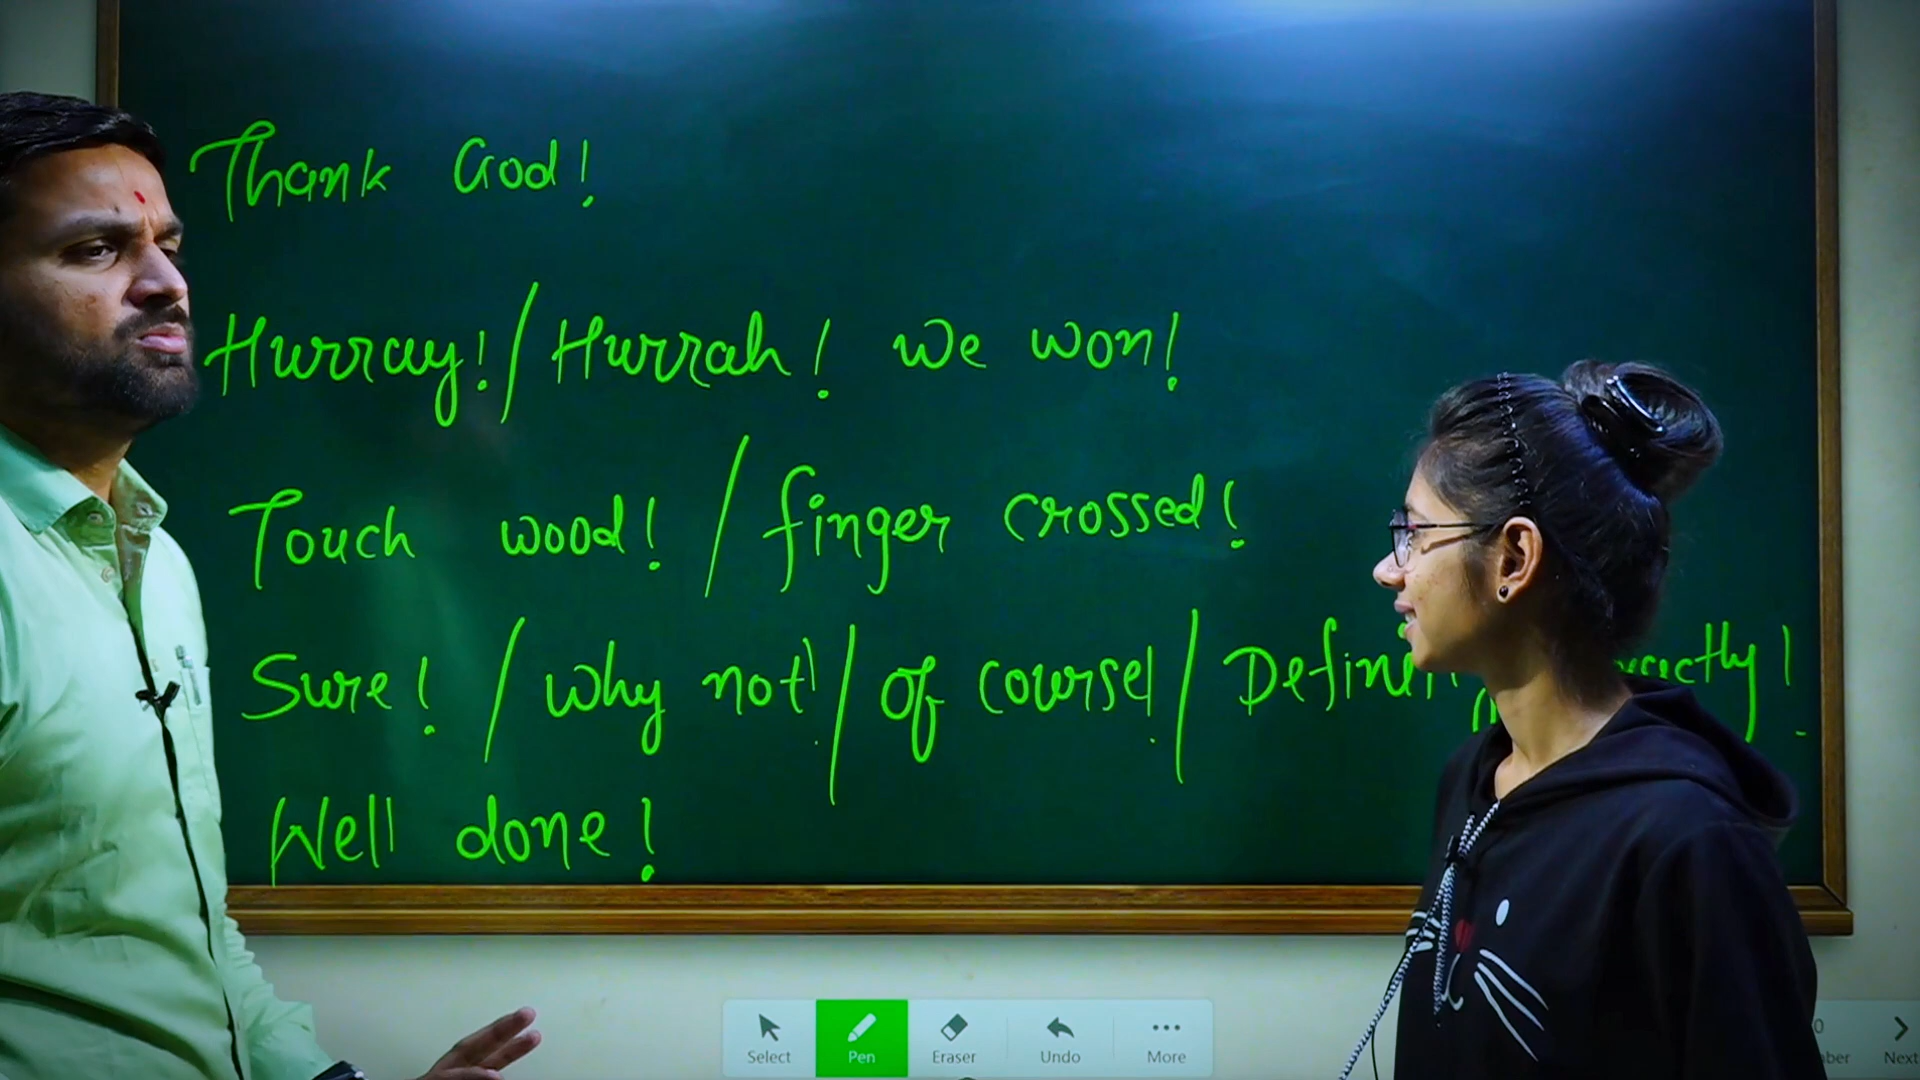 Thank God!
Hurray! / Hurrah! We won!
Touch wood! / finger crossed!
Sure! / Why not! / of course! /
Well done!
Select Pen Eraser Undo More Next